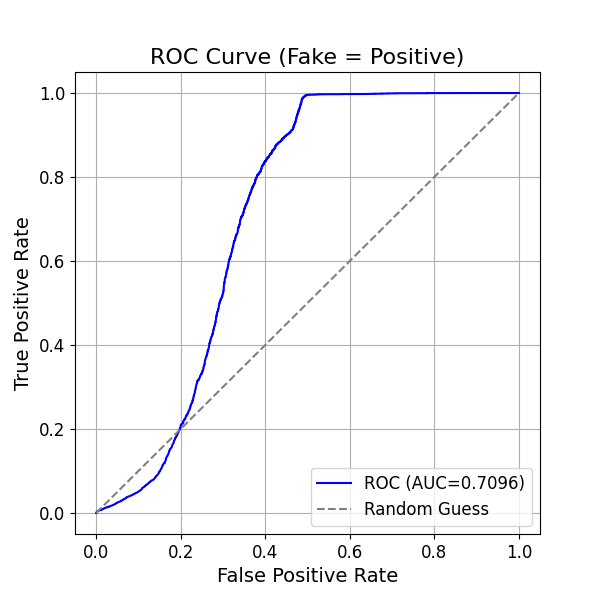 ROC Curve (Fake = Positive)
True Positive Rate
1.0
0.8
0.6
0.4
0.2
0.0
ROC (AUC=0.7096)
Random Guess
0.0 0.2 0.4 0.6 0.8 1.0
False Positive Rate